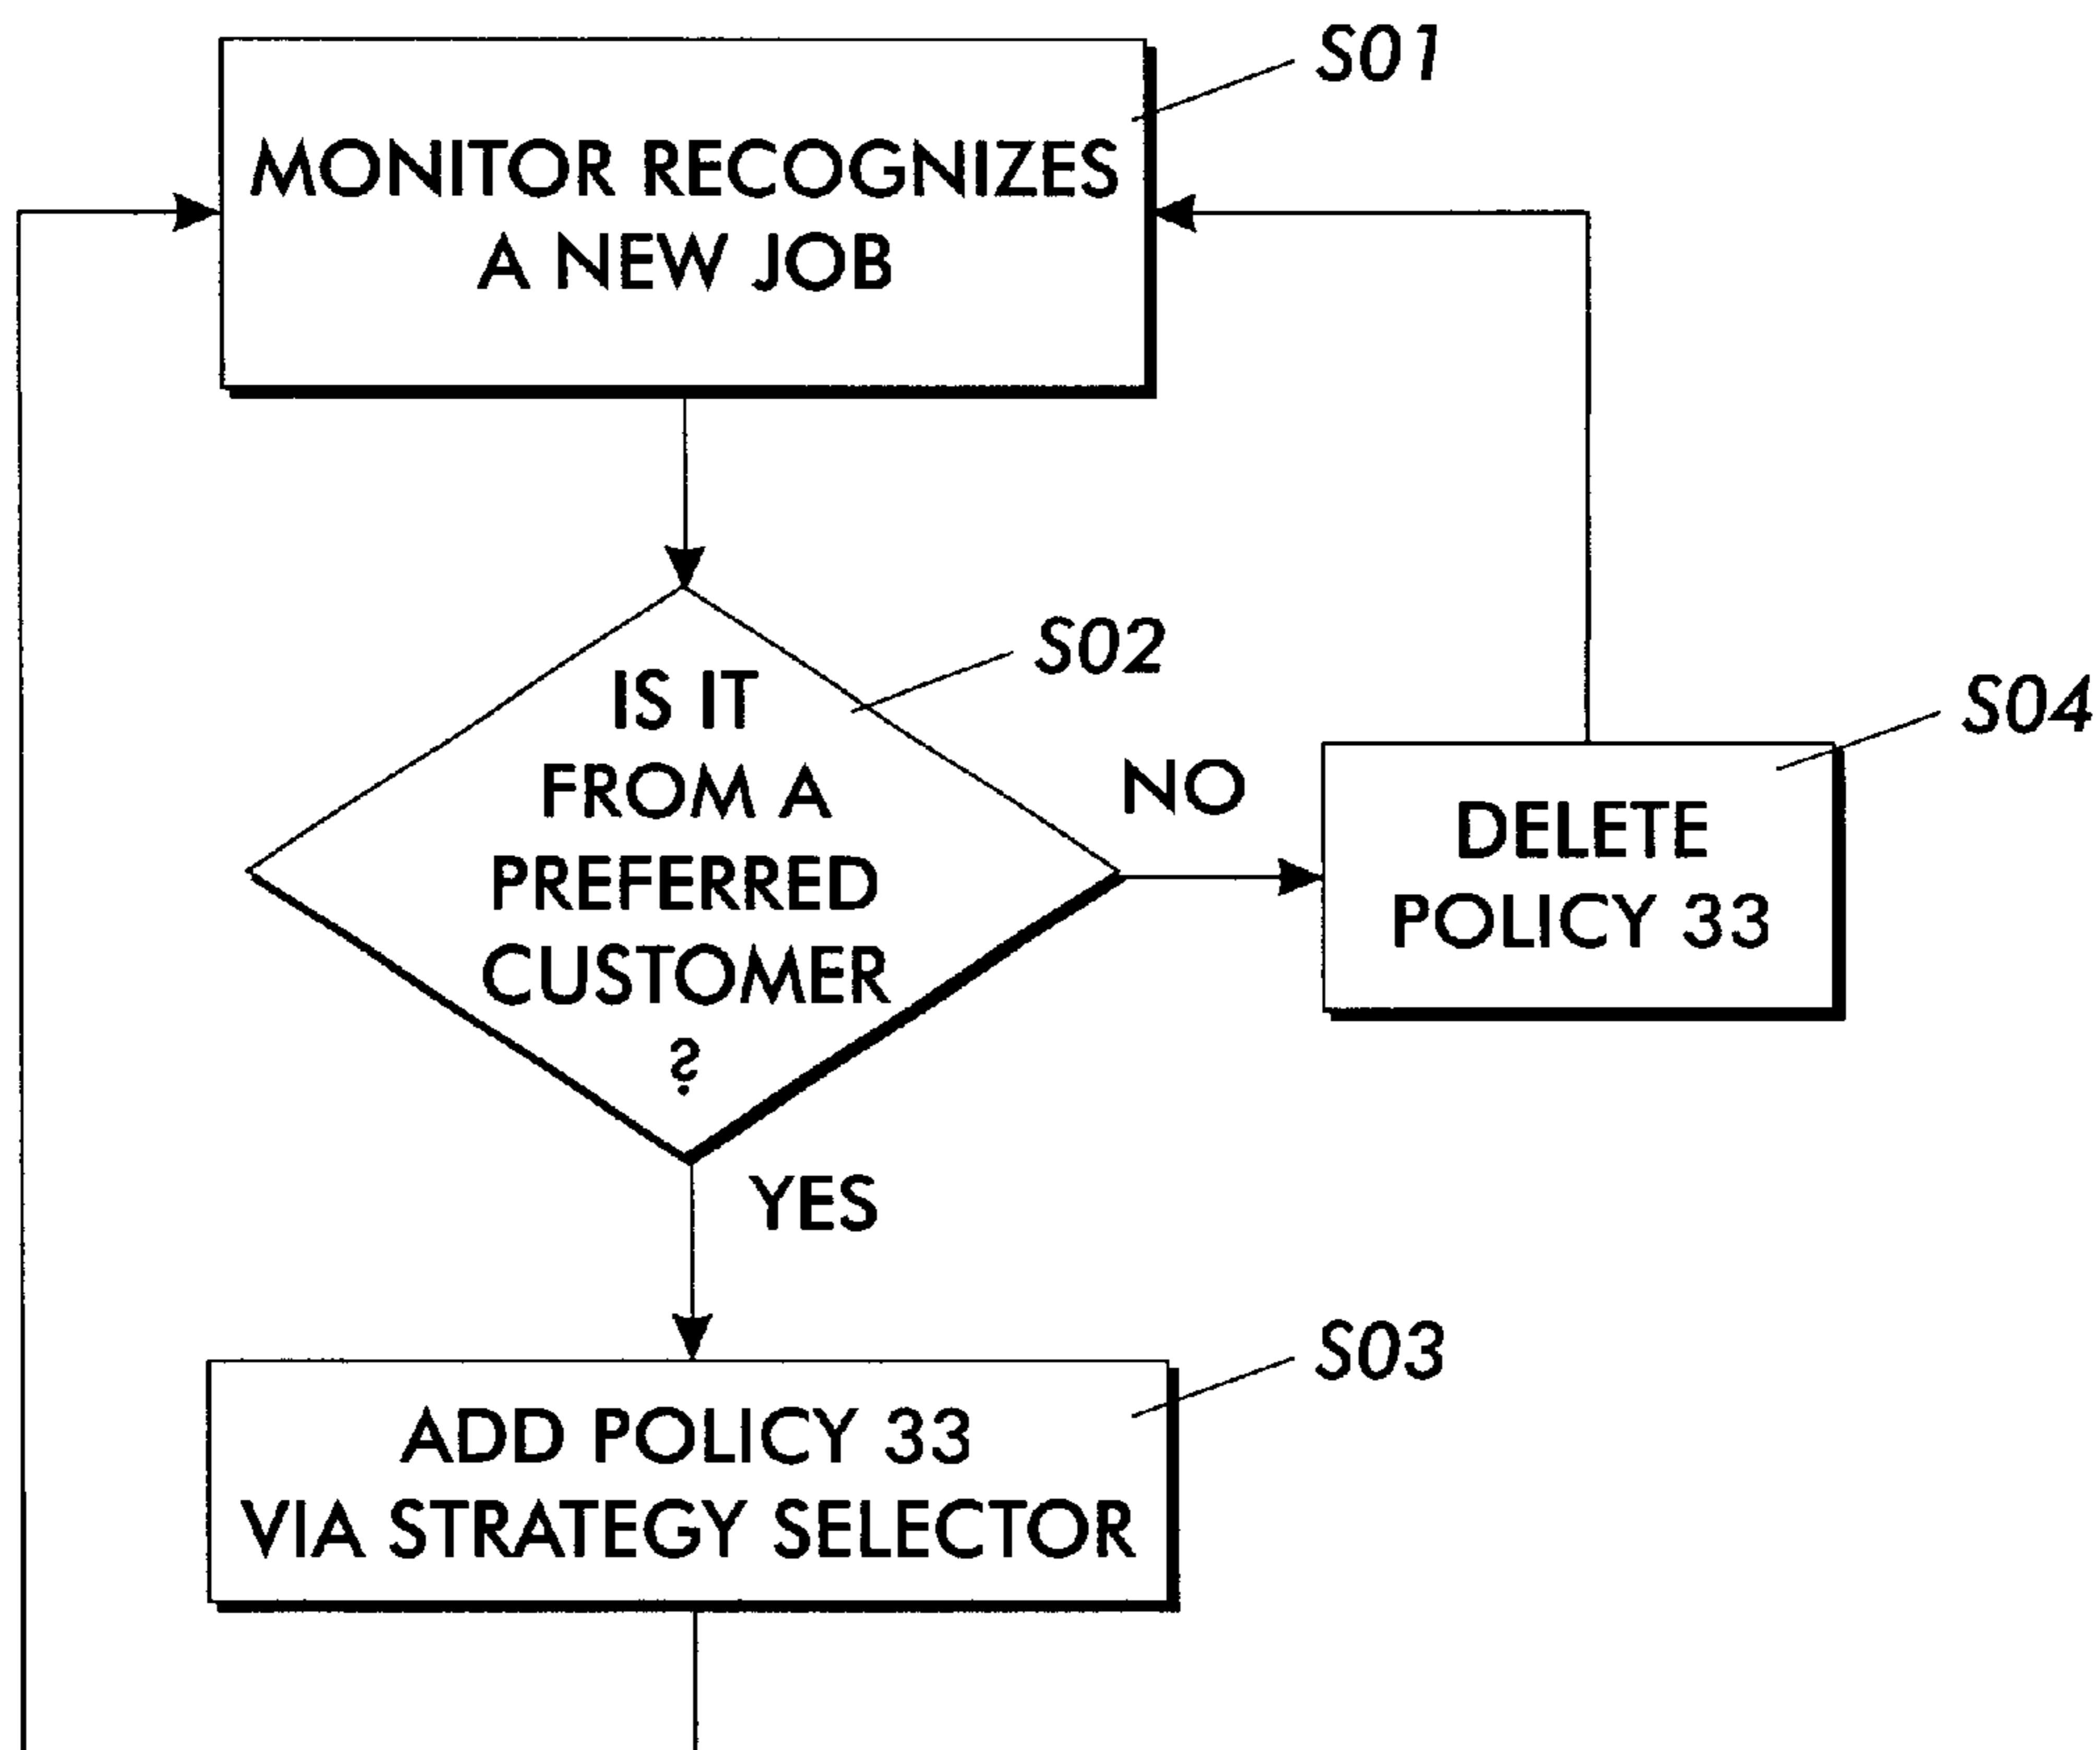 S01
MONITOR RECOGNIZES
A NEW JOB
S02
IS IT
FROM A
PREFERRED
CUSTOMER
?
NO
S04
DELETE
POLICY 33
YES
S03
ADD POLICY 33
VIA STRATEGY SELECTOR